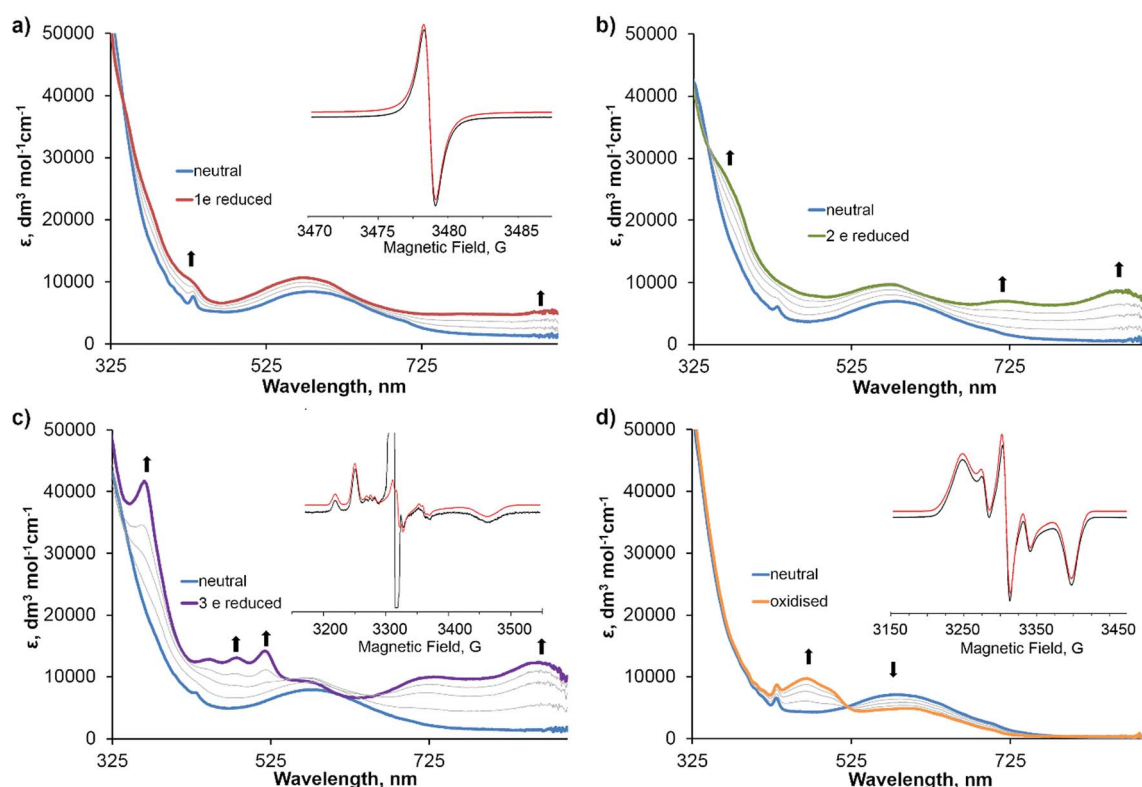 a)
50000
40000
30000
20000
10000
0
ε, dm³ mol⁻¹cm⁻¹
neutral
1e reduced
3470 3475 3480 3485
Magnetic Field, G
325 525 725
Wavelength, nm
b)
50000
40000
30000
20000
10000
0
ε, dm³ mol⁻¹cm⁻¹
neutral
2 e reduced
325 525 725
Wavelength, nm
c)
50000
40000
30000
20000
10000
0
ε, dm³ mol⁻¹cm⁻¹
neutral
3 e reduced
3200 3300 3400 3500
Magnetic Field, G
325 525 725
Wavelength, nm
d)
50000
40000
30000
20000
10000
0
ε, dm³ mol⁻¹cm⁻¹
neutral
oxidised
3150 3250 3350 3450
Magnetic Field, G
325 525 725
Wavelength, nm